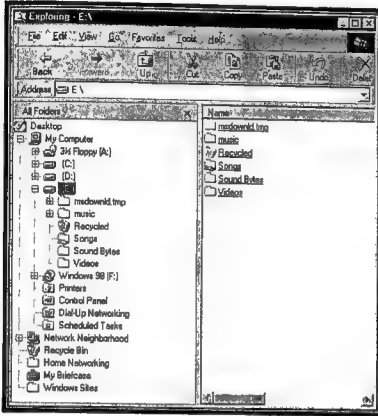 Exploring - E:\
File Edit View Go Favorites Tools Help
Back Forward Up Cut Copy Paste Undo Delet
Address E:\
All Folders
Desktop
My Computer
3½ Floppy (A:)
(C:)
(D:)
msdownld.tmp
music
Recycled
Songs
Sound Bytes
Videos
Windows 98 (F:)
Printers
Control Panel
Dial-Up Networking
Scheduled Tasks
Network Neighborhood
Recycle Bin
Home Networking
My Briefcase
Windows Sites
Name
msdownld.tmp
music
Recycled
Songs
Sound Bytes
Videos